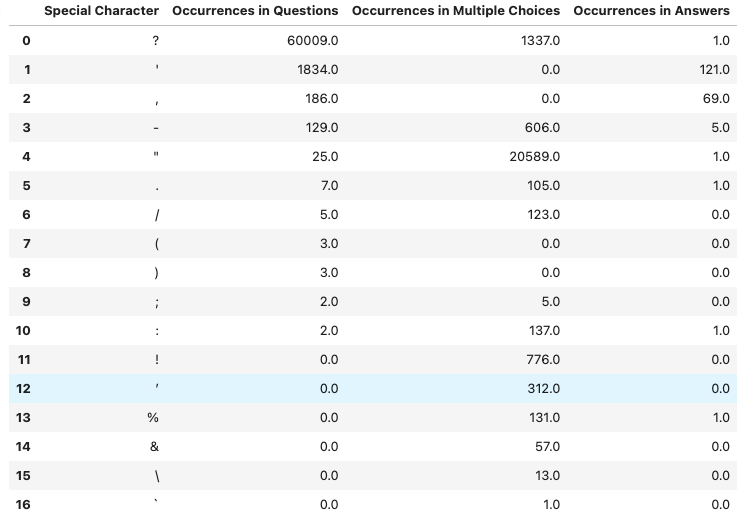 Special Character Occurrences in Questions Occurrences in Multiple Choices Occurrences in Answers
0 ? 60009.0 1337.0 1.0
1 ' 1834.0 0.0 121.0
2 , 186.0 0.0 69.0
3 - 129.0 606.0 5.0
4 " 25.0 20589.0 1.0
5 . 7.0 105.0 1.0
6 / 5.0 123.0 0.0
7 ( 3.0 0.0 0.0
8 ) 3.0 0.0 0.0
9 ; 2.0 5.0 0.0
10 : 2.0 137.0 1.0
11 ! 0.0 776.0 0.0
12 ’ 0.0 312.0 0.0
13 % 0.0 131.0 1.0
14 & 0.0 57.0 0.0
15 \ 0.0 13.0 0.0
16 ` 0.0 1.0 0.0